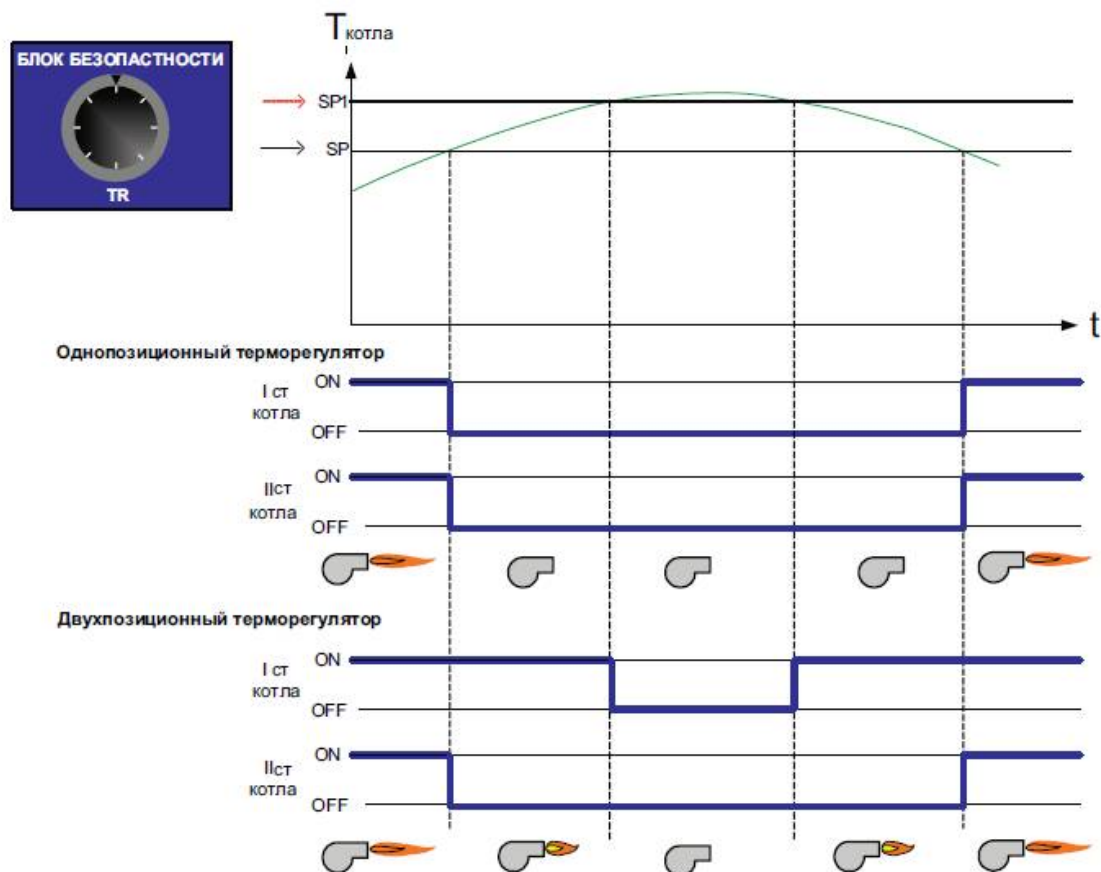 БЛОК БЕЗОПАСТНОСТИ
TR
Tкотла
SP1
SP
t
Однопозиционный терморегулятор
I ст
котла
ON
OFF
IIст
котла
ON
OFF
Двухпозиционный терморегулятор
I ст
котла
ON
OFF
IIст
котла
ON
OFF